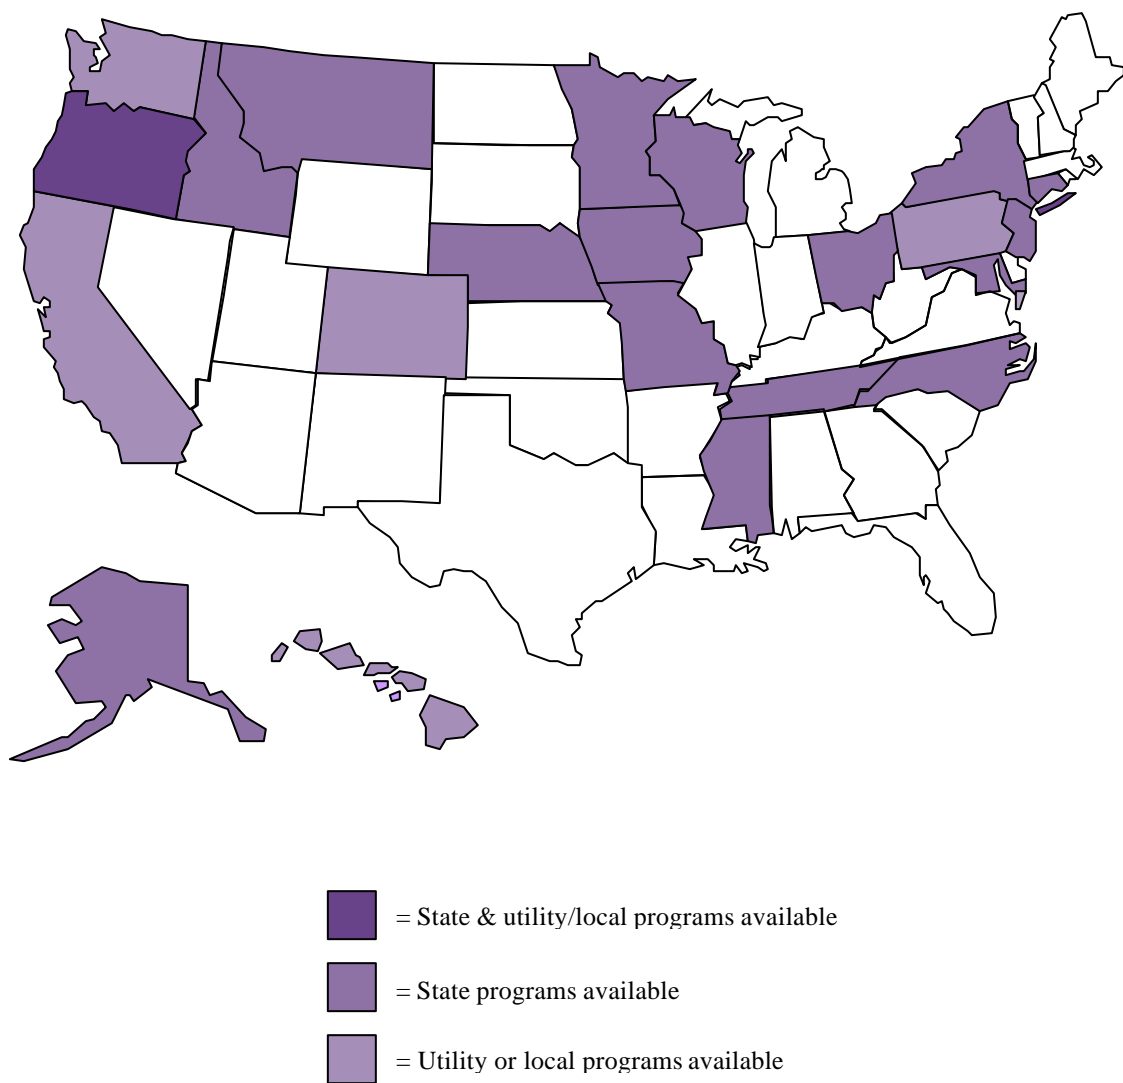 = State & utility/local programs available
= State programs available
= Utility or local programs available